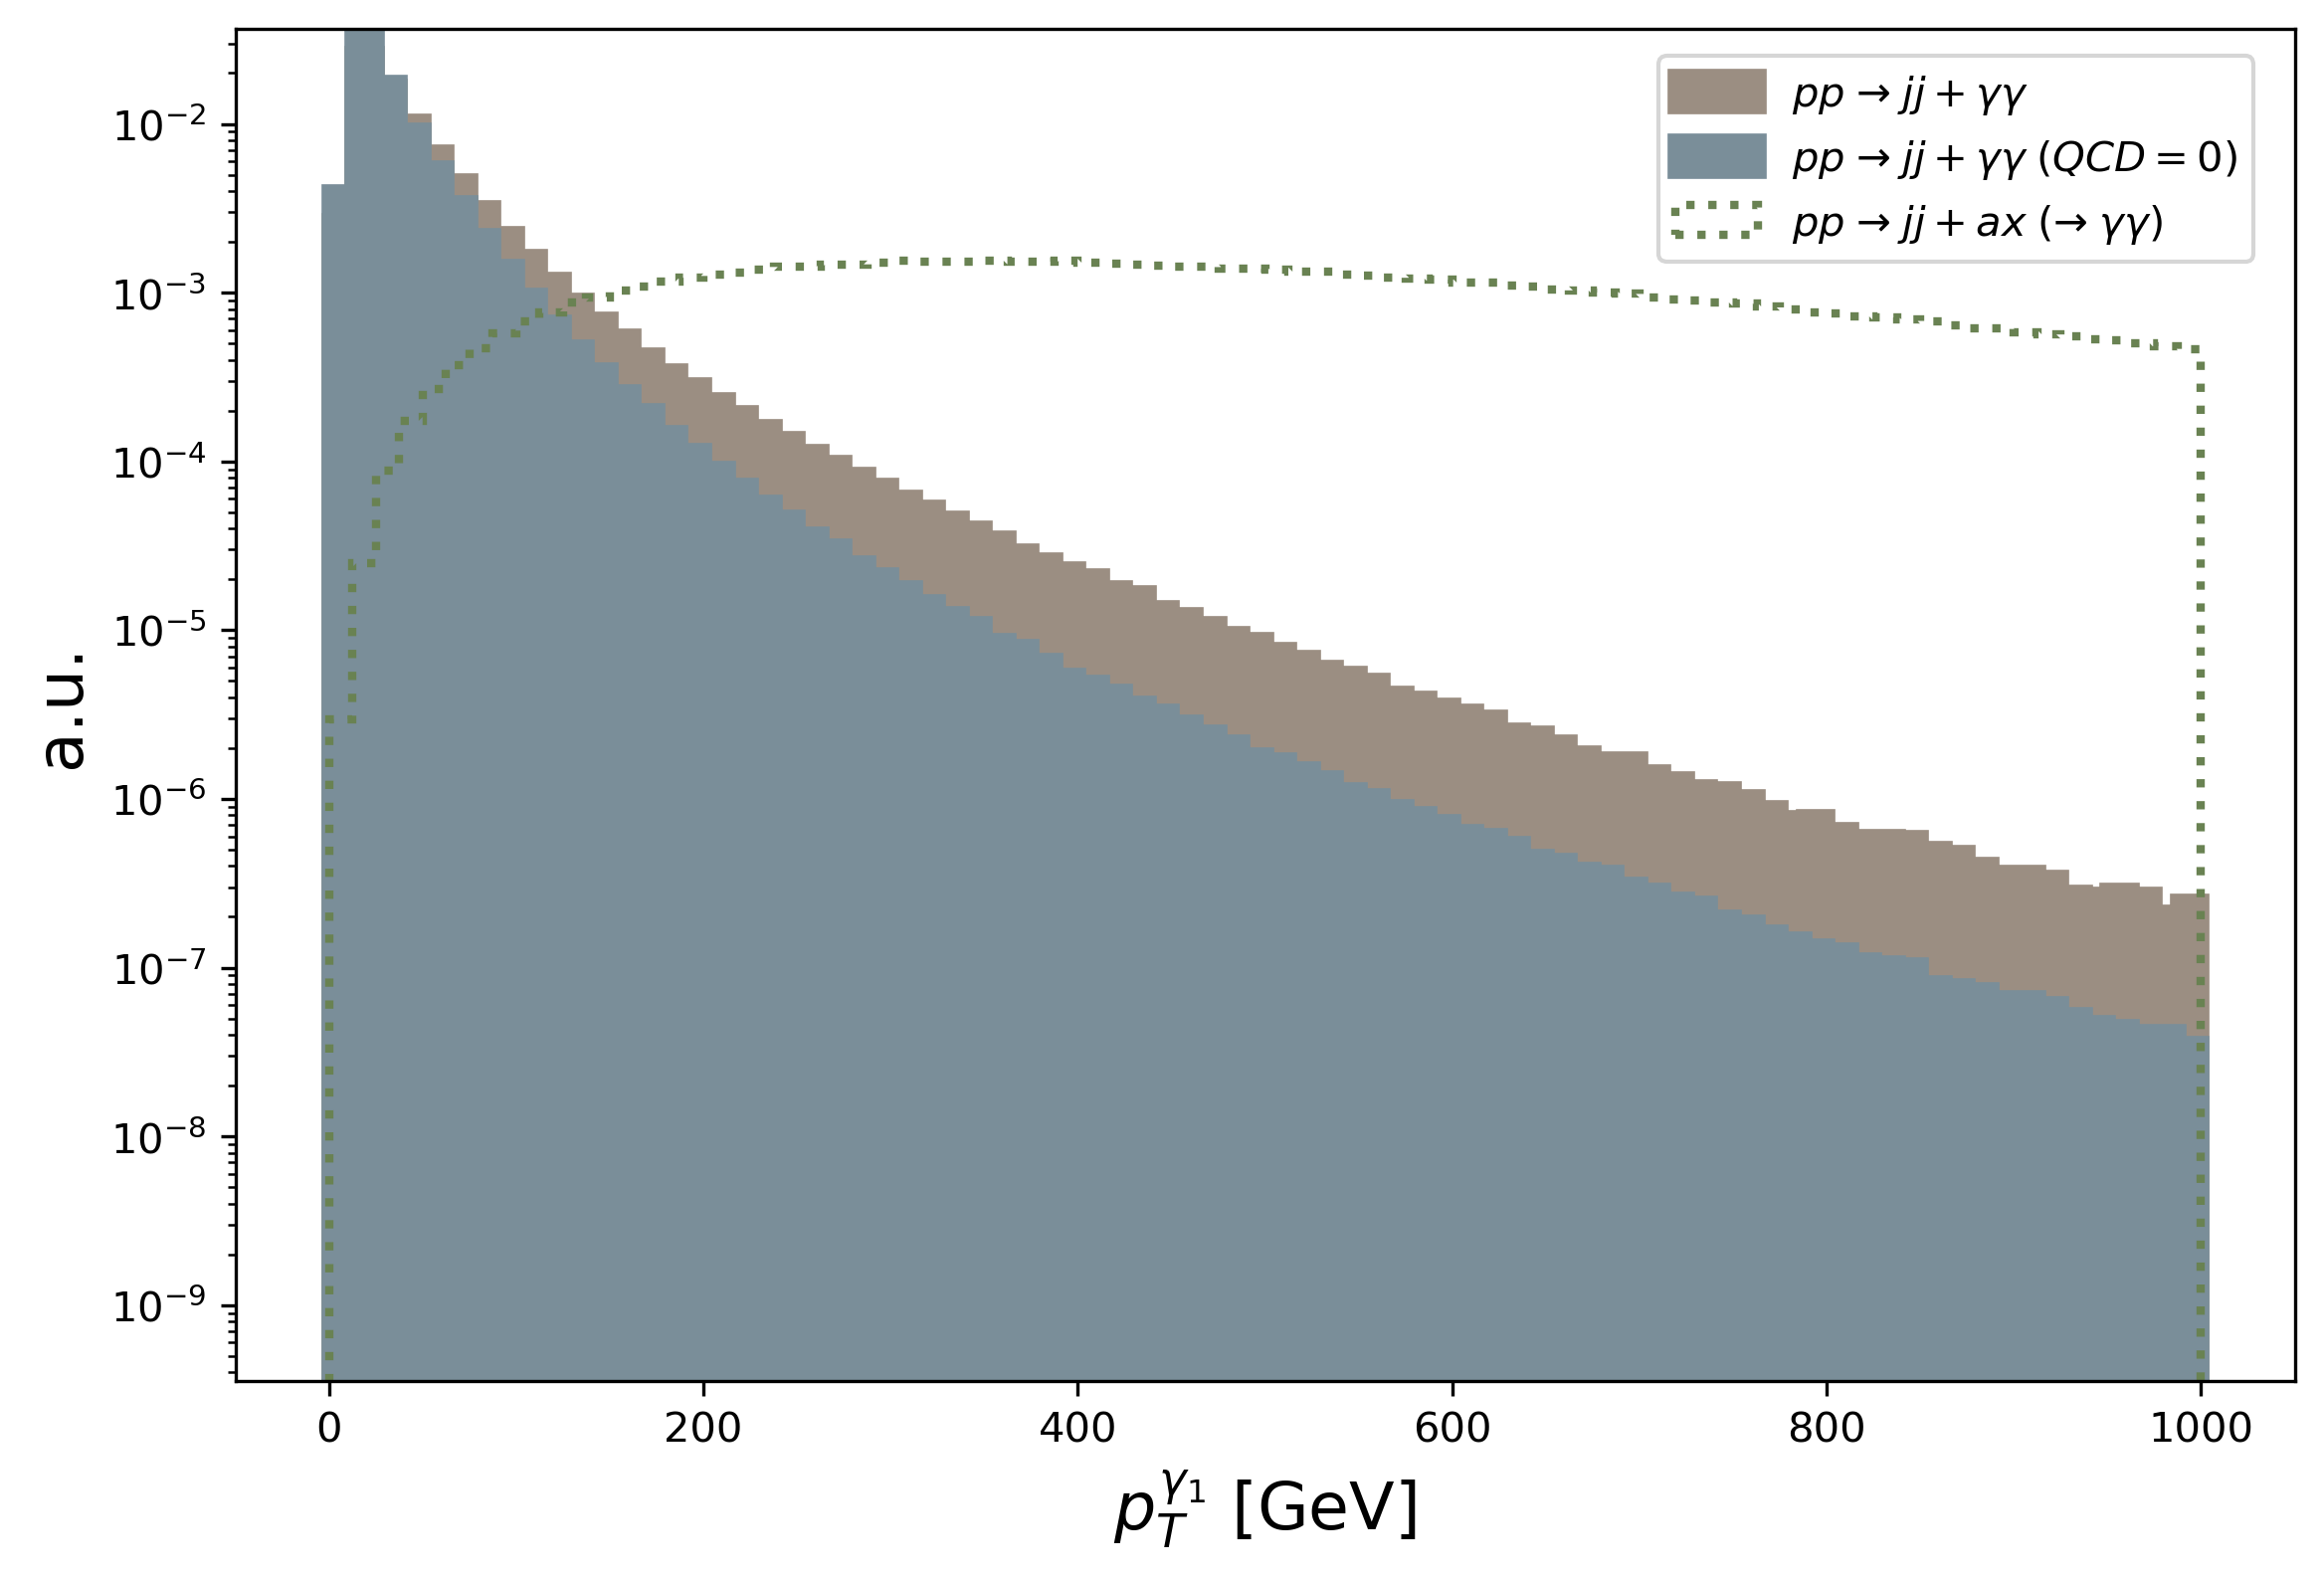 a.u.
10⁻²
10⁻³
10⁻⁴
10⁻⁵
10⁻⁶
10⁻⁷
10⁻⁸
10⁻⁹
pp → jj + γγ
pp → jj + γγ (QCD = 0)
pp → jj + ax (→ γγ)
0 200 400 600 800 1000
p_T^{γ₁} [GeV]